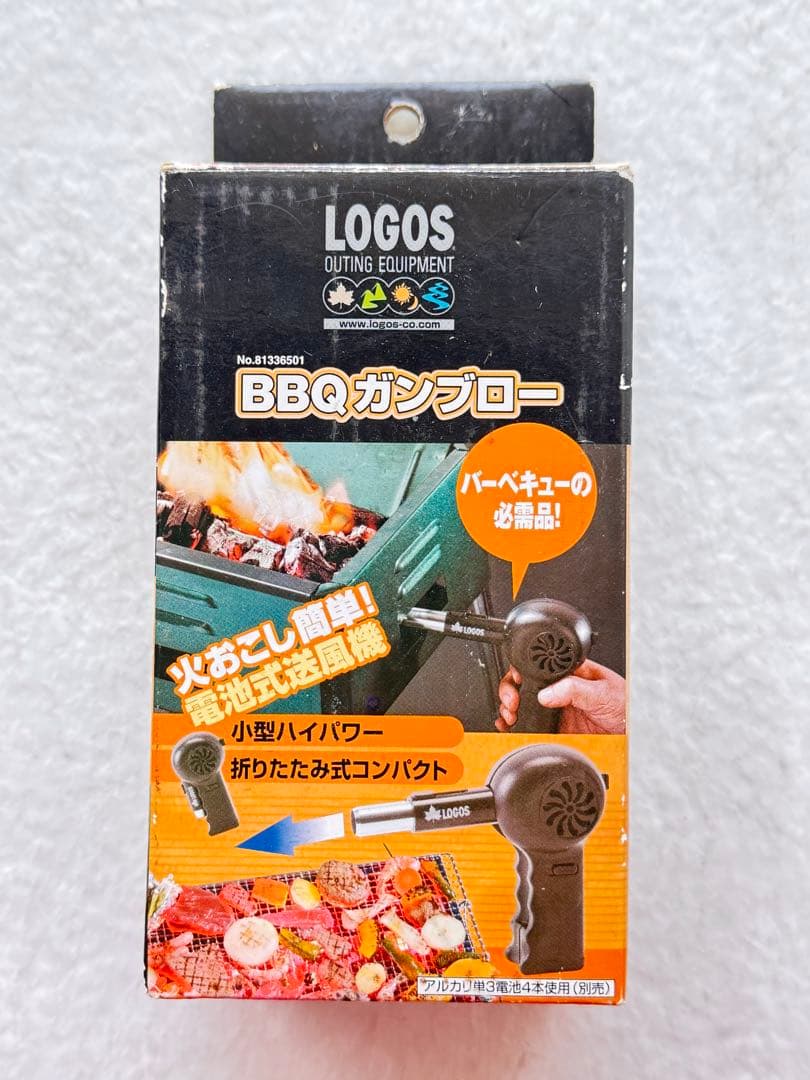 LOGOS
OUTING EQUIPMENT
www.logos-co.com
No.81336501
BBQガンブロー
バーベキューの
必需品!
LOGOS
火おこし簡単!
電池式送風機
小型ハイパワー
折りたたみ式コンパクト
LOGOS
アルカリ単3電池4本使用(別売)